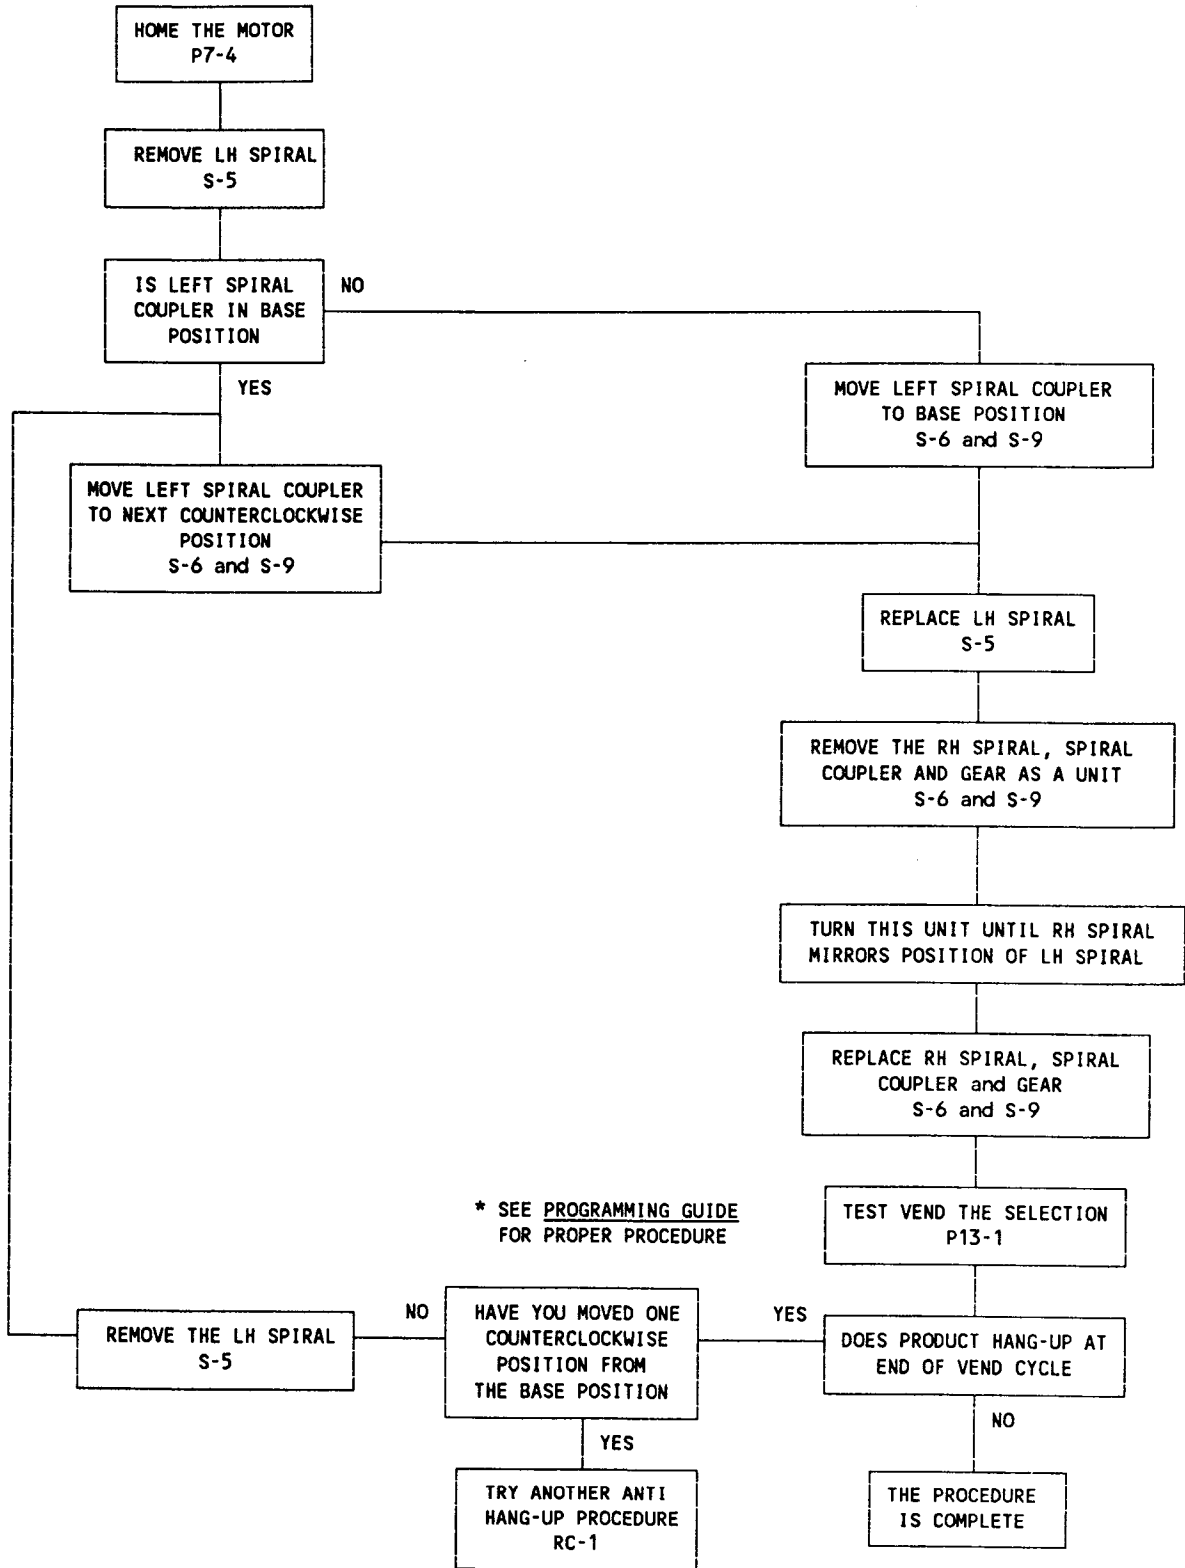 HOME THE MOTOR
P7-4
REMOVE LH SPIRAL
S-5
IS LEFT SPIRAL
COUPLER IN BASE
POSITION
NO
YES
MOVE LEFT SPIRAL COUPLER
TO BASE POSITION
S-6 and S-9
MOVE LEFT SPIRAL COUPLER
TO NEXT COUNTERCLOCKWISE
POSITION
S-6 and S-9
REPLACE LH SPIRAL
S-5
REMOVE THE RH SPIRAL, SPIRAL
COUPLER AND GEAR AS A UNIT
S-6 and S-9
TURN THIS UNIT UNTIL RH SPIRAL
MIRRORS POSITION OF LH SPIRAL
REPLACE RH SPIRAL, SPIRAL
COUPLER and GEAR
S-6 and S-9
* SEE PROGRAMMING GUIDE
FOR PROPER PROCEDURE
TEST VEND THE SELECTION
P13-1
DOES PRODUCT HANG-UP AT
END OF VEND CYCLE
YES
HAVE YOU MOVED ONE
COUNTERCLOCKWISE
POSITION FROM
THE BASE POSITION
NO
REMOVE THE LH SPIRAL
S-5
YES
TRY ANOTHER ANTI
HANG-UP PROCEDURE
RC-1
NO
THE PROCEDURE
IS COMPLETE